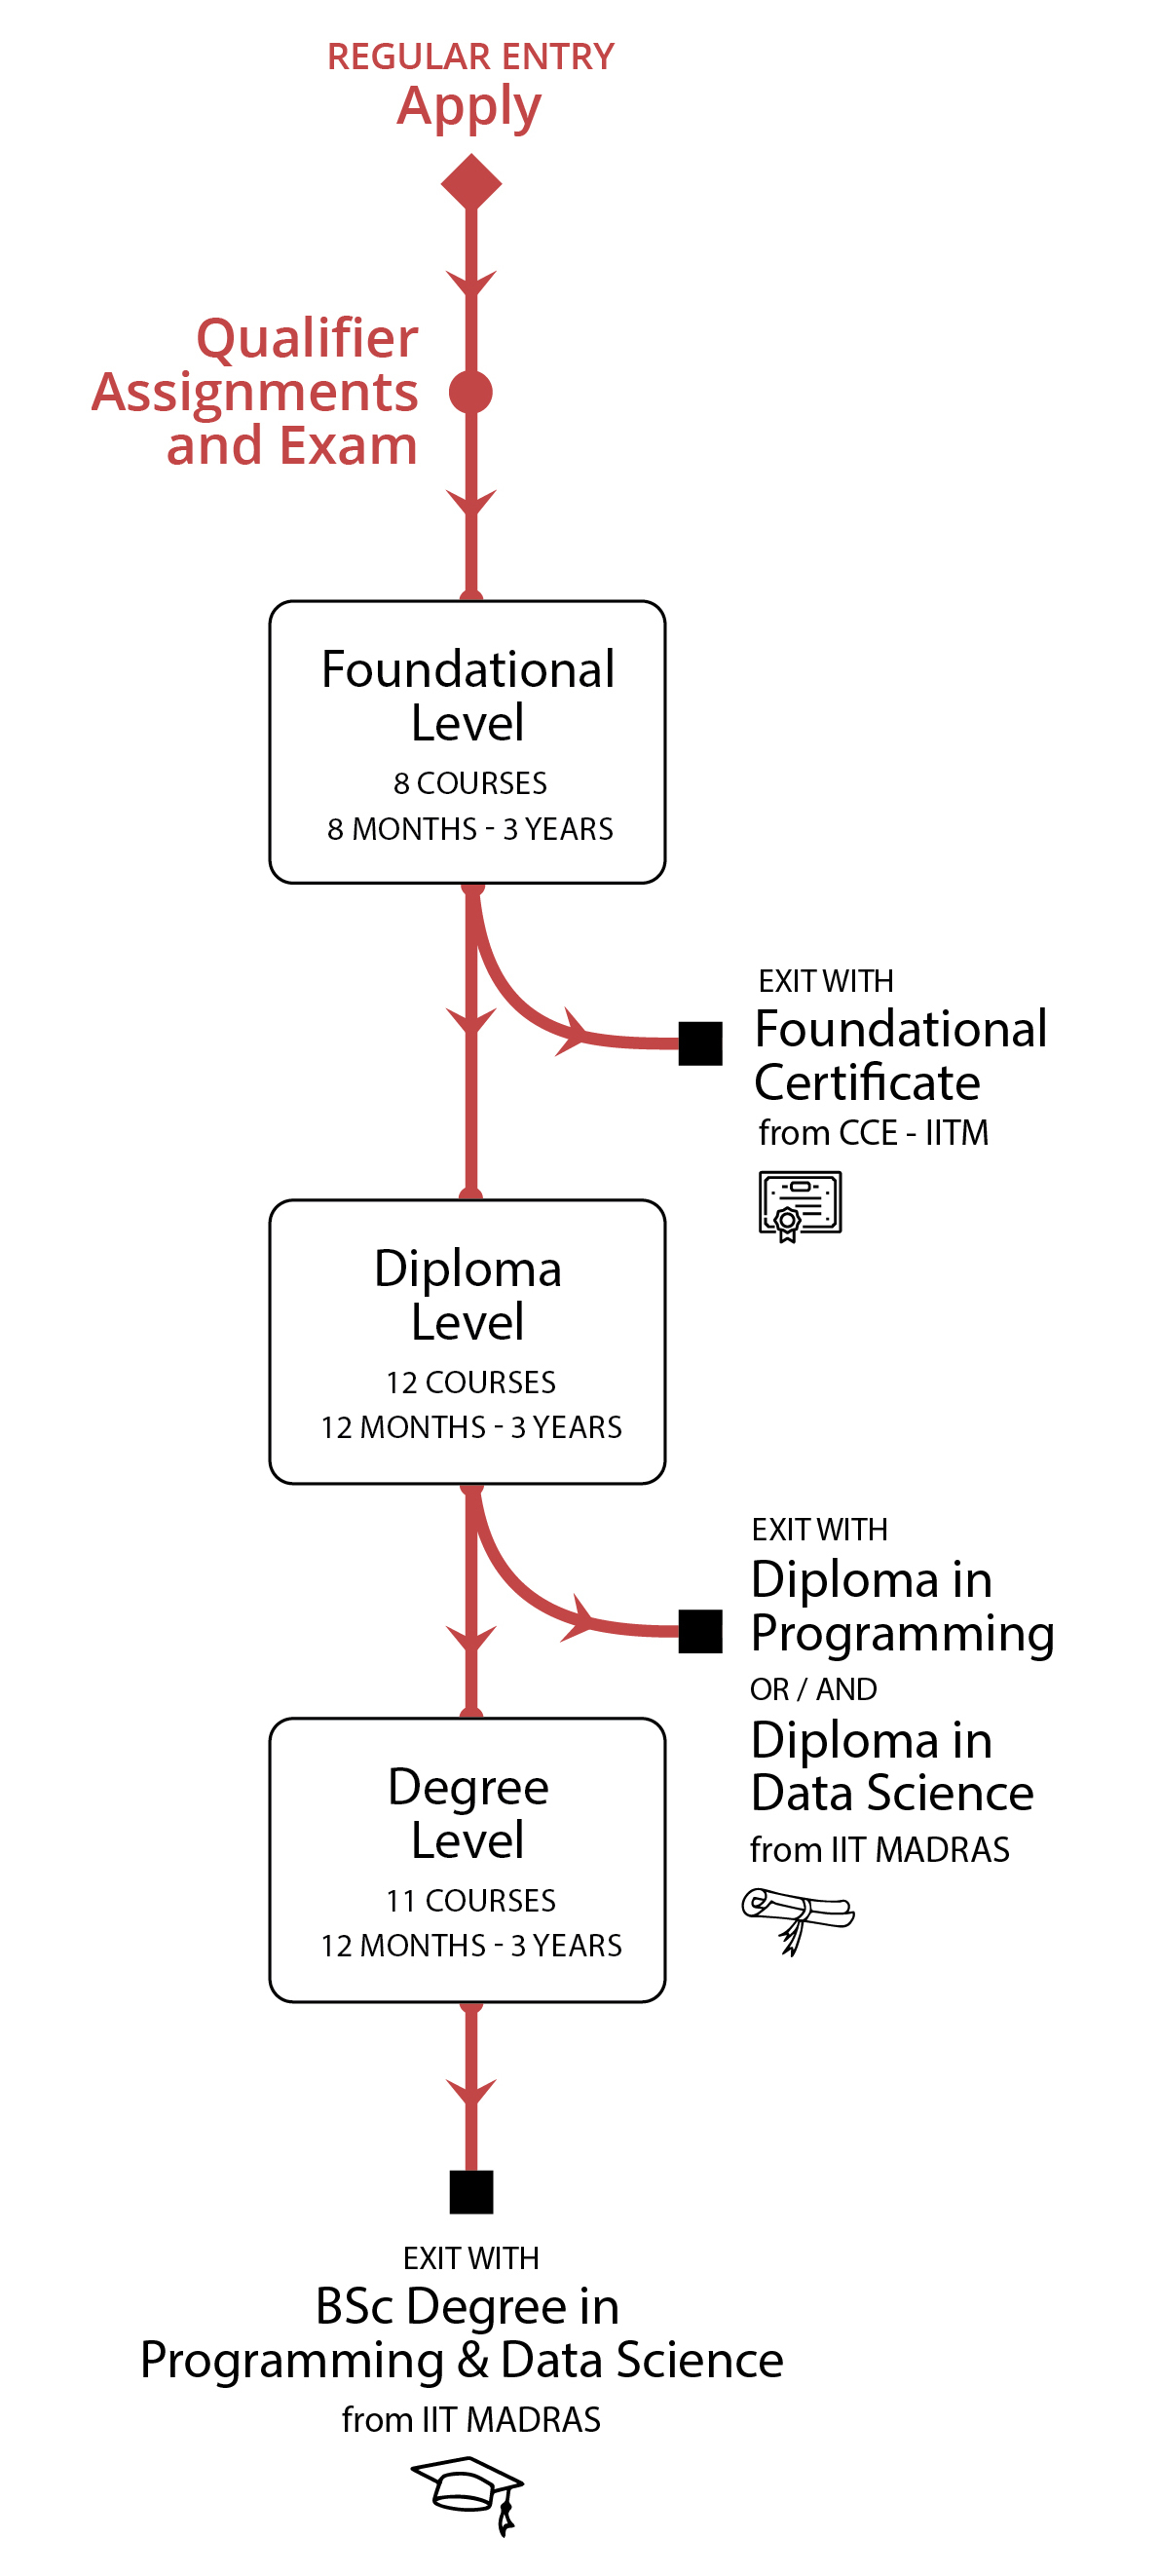 REGULAR ENTRY
Apply
Qualifier
Assignments
and Exam
Foundational
Level
8 COURSES
8 MONTHS - 3 YEARS
EXIT WITH
Foundational
Certificate
from CCE - IITM
Diploma
Level
12 COURSES
12 MONTHS - 3 YEARS
EXIT WITH
Diploma in
Programming
OR / AND
Diploma in
Data Science
from IIT MADRAS
Degree
Level
11 COURSES
12 MONTHS - 3 YEARS
EXIT WITH
BSc Degree in
Programming & Data Science
from IIT MADRAS